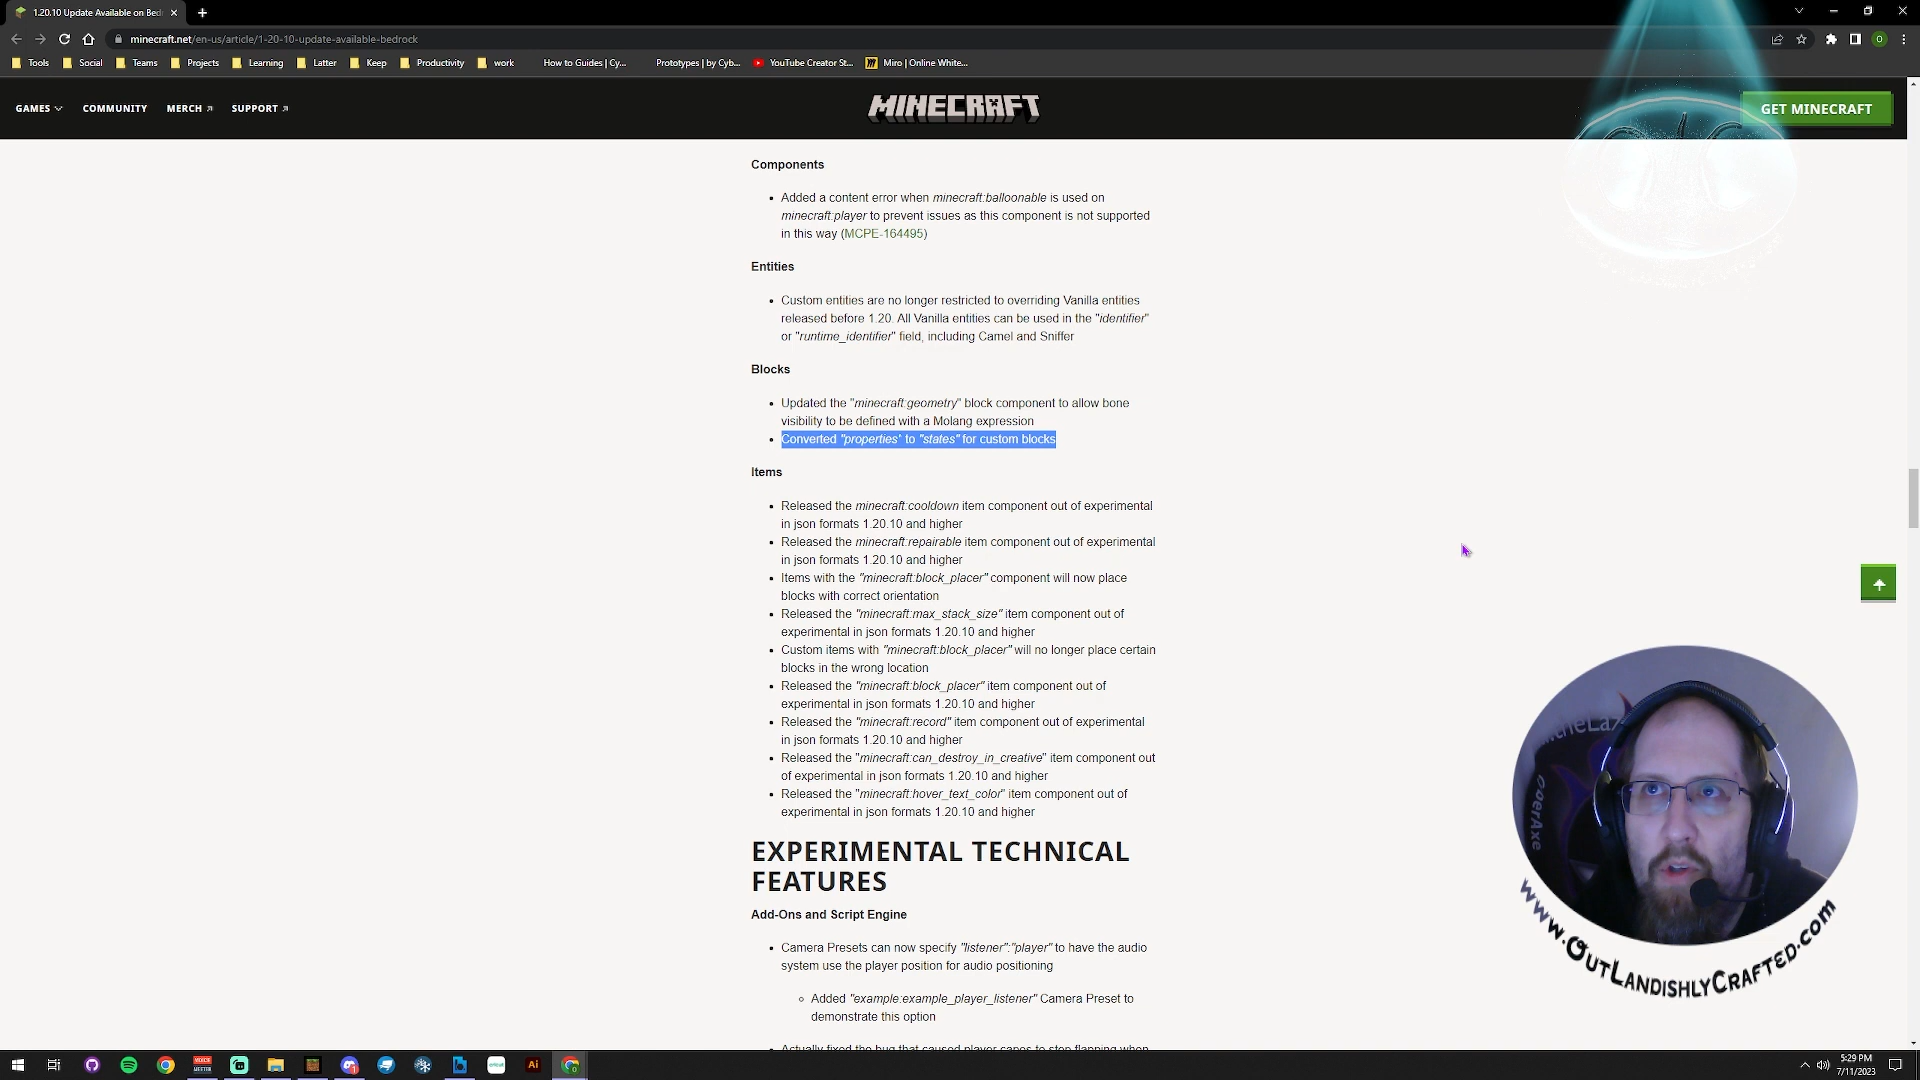 1.20.10 Update Available on Bed
minecraft.net/en-us/article/1-20-10-update-available-bedrock
O
Tools
Social
Teams
Projects
Learning
Latter
Keep
Productivity
work
How to Guides | Cy...
Prototypes | by Cyb...
YouTube Creator St...
Miro | Online White...
GAMES
COMMUNITY
MERCH
SUPPORT
MINECRAFT
GET MINECRAFT
Components
• Added a content error when minecraft:balloonable is used on
minecraft:player to prevent issues as this component is not supported
in this way (MCPE-164495)
Entities
• Custom entities are no longer restricted to overriding Vanilla entities
released before 1.20. All Vanilla entities can be used in the "identifier"
or "runtime_identifier" field, including Camel and Sniffer
Blocks
• Updated the "minecraft:geometry" block component to allow bone
visibility to be defined with a Molang expression
• Converted "properties" to "states" for custom blocks
Items
• Released the minecraft:cooldown item component out of experimental
in json formats 1.20.10 and higher
• Released the minecraft:repairable item component out of experimental
in json formats 1.20.10 and higher
• Items with the "minecraft:block_placer" component will now place
blocks with correct orientation
• Released the "minecraft:max_stack_size" item component out of
experimental in json formats 1.20.10 and higher
• Custom items with "minecraft:block_placer" will no longer place certain
blocks in the wrong location
• Released the "minecraft:block_placer" item component out of
experimental in json formats 1.20.10 and higher
• Released the "minecraft:record" item component out of experimental
in json formats 1.20.10 and higher
• Released the "minecraft:can_destroy_in_creative" item component out
of experimental in json formats 1.20.10 and higher
• Released the "minecraft:hover_text_color" item component out of
experimental in json formats 1.20.10 and higher
EXPERIMENTAL TECHNICAL
FEATURES
Add-Ons and Script Engine
• Camera Presets can now specify "listener":"player" to have the audio
system use the player position for audio positioning
◦ Added "example:example_player_listener" Camera Preset to
demonstrate this option
• Actually fixed the bug that caused player capes to stop flapping when
www.OutLandishlyCrafted.com
Ai
5:29 PM
7/11/2023